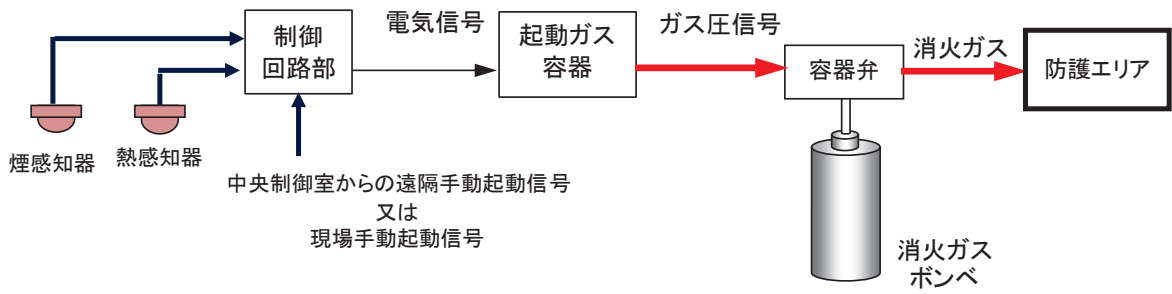 制御
回路部
電気信号
起動ガス
容器
ガス圧信号
容器弁
消火ガス
防護エリア
煙感知器
熱感知器
中央制御室からの遠隔手動起動信号
又は
現場手動起動信号
消火ガス
ボンベ